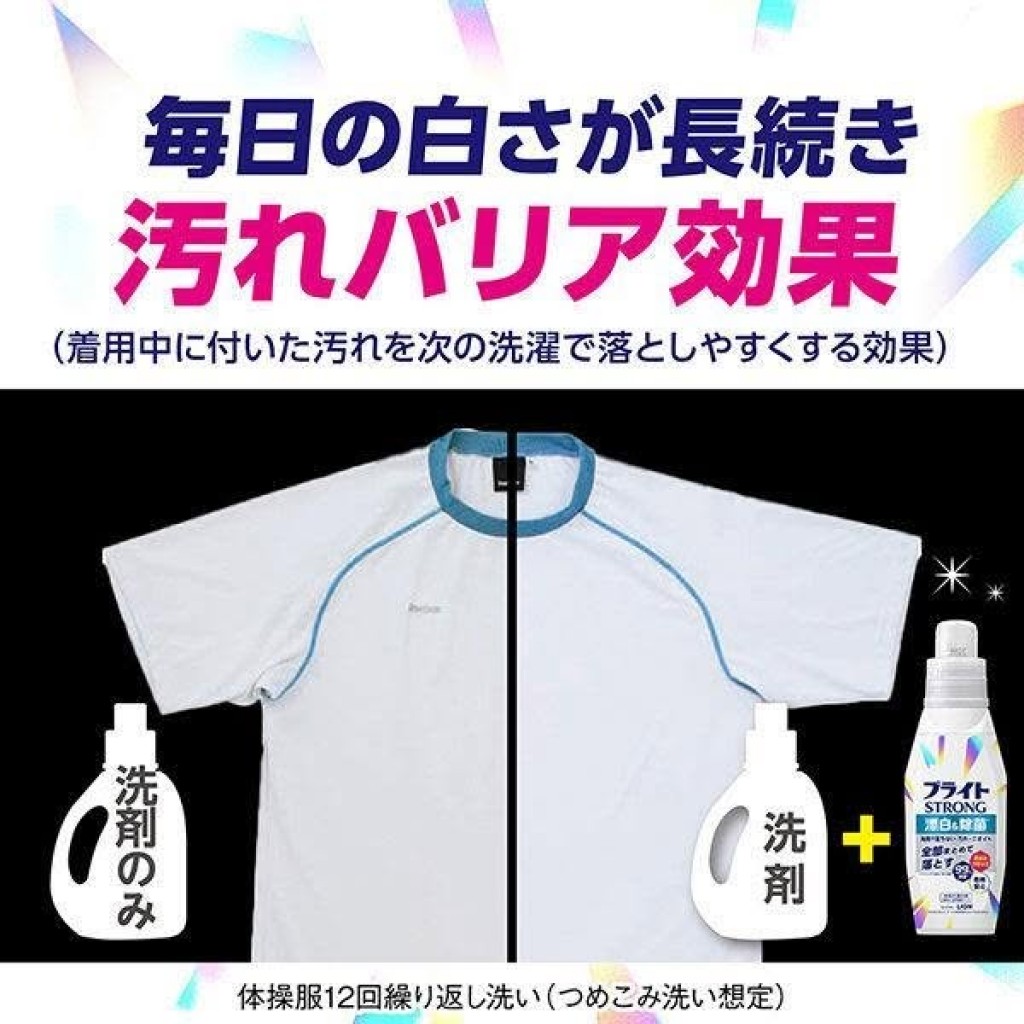 毎日の白さが長続き
汚れバリア効果
（着用中に付いた汚れを次の洗濯で落としやすくする効果）
洗剤のみ
洗剤
+
ブライト
STRONG
漂白&除菌
全部まとめて
落とす
LION
体操服12回繰り返し洗い（つめこみ洗い想定）